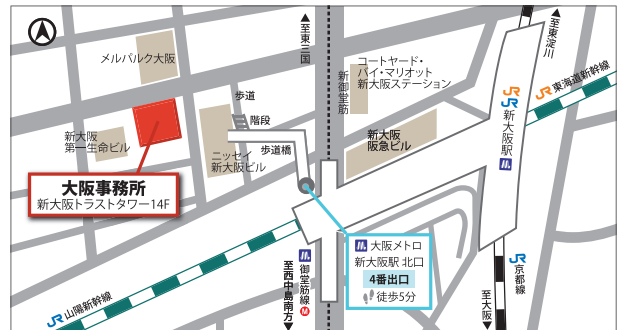 至東三国
至東淀川
メルパルク大阪
コートヤード・
バイ・マリオット
新大阪ステーション
新御堂筋
JR 東海道新幹線
JR
JR
新大阪駅
歩道
階段
新大阪
第一生命ビル
ニッセイ
新大阪ビル
歩道橋
新大阪
阪急ビル
大阪事務所
新大阪トラストタワー14F
大阪メトロ
新大阪駅 北口
4番出口
徒歩5分
御堂筋線
M
至西中島南方
JR 山陽新幹線
JR
京都線
至大阪